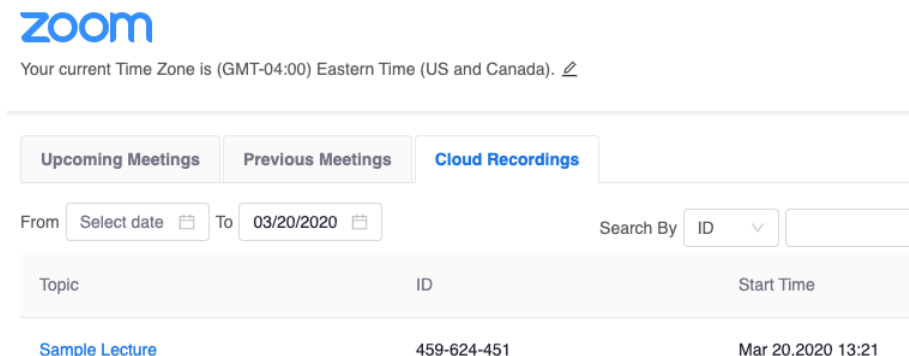 zoom
Your current Time Zone is (GMT-04:00) Eastern Time (US and Canada).
Upcoming Meetings Previous Meetings Cloud Recordings
From Select date To 03/20/2020 Search By ID
Topic ID Start Time
Sample Lecture 459-624-451 Mar 20,2020 13:21